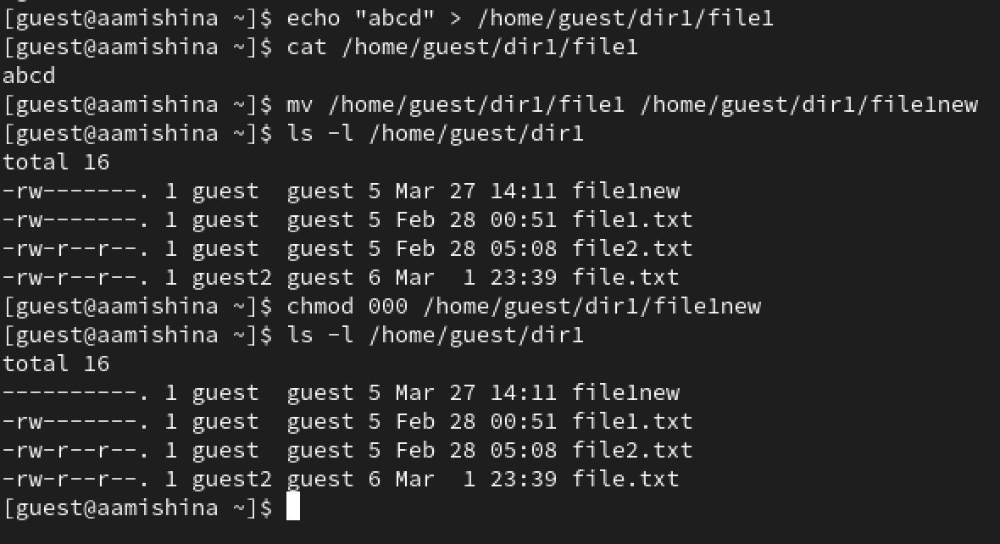 [guest@aamishina ~]$ echo "abcd" > /home/guest/dir1/file1
[guest@aamishina ~]$ cat /home/guest/dir1/file1
abcd
[guest@aamishina ~]$ mv /home/guest/dir1/file1 /home/guest/dir1/file1new
[guest@aamishina ~]$ ls -l /home/guest/dir1
total 16
-rw-------. 1 guest  guest 5 Mar 27 14:11 file1new
-rw-------. 1 guest  guest 5 Feb 28 00:51 file1.txt
-rw-r--r--. 1 guest  guest 5 Feb 28 05:08 file2.txt
-rw-r--r--. 1 guest2 guest 6 Mar  1 23:39 file.txt
[guest@aamishina ~]$ chmod 000 /home/guest/dir1/file1new
[guest@aamishina ~]$ ls -l /home/guest/dir1
total 16
----------. 1 guest  guest 5 Mar 27 14:11 file1new
-rw-------. 1 guest  guest 5 Feb 28 00:51 file1.txt
-rw-r--r--. 1 guest  guest 5 Feb 28 05:08 file2.txt
-rw-r--r--. 1 guest2 guest 6 Mar  1 23:39 file.txt
[guest@aamishina ~]$